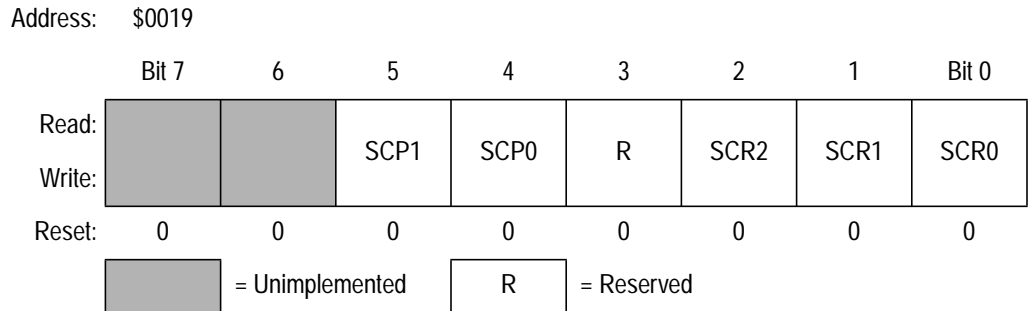 Address: $0019
Bit 7 6 5 4 3 2 1 Bit 0
Read:
SCP1 SCP0 R SCR2 SCR1 SCR0
Write:
Reset: 0 0 0 0 0 0 0 0
= Unimplemented R = Reserved